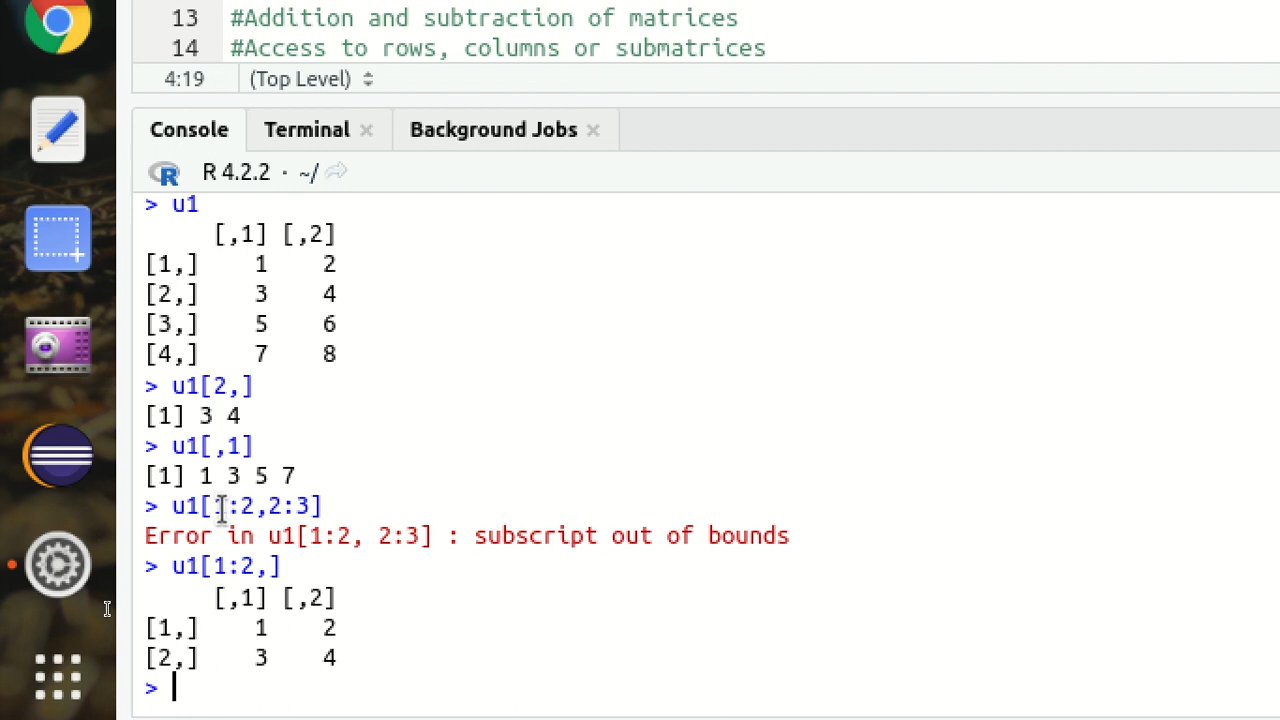 13 #Addition and subtraction of matrices
14 #Access to rows, columns or submatrices
4:19 (Top Level)
Console Terminal Background Jobs
R 4.2.2 · ~/
> u1
[,1] [,2]
[1,] 1 2
[2,] 3 4
[3,] 5 6
[4,] 7 8
> u1[2,]
[1] 3 4
> u1[,1]
[1] 1 3 5 7
> u1[1:2,2:3]
Error in u1[1:2, 2:3] : subscript out of bounds
> u1[1:2,]
[,1] [,2]
[1,] 1 2
[2,] 3 4
>